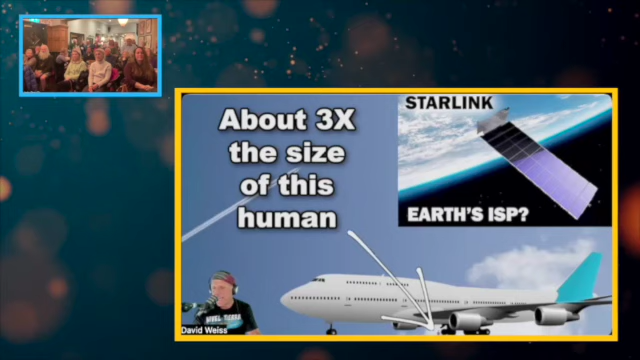 About 3X
the size
of this
human
STARLINK
EARTH'S ISP?
David Weiss